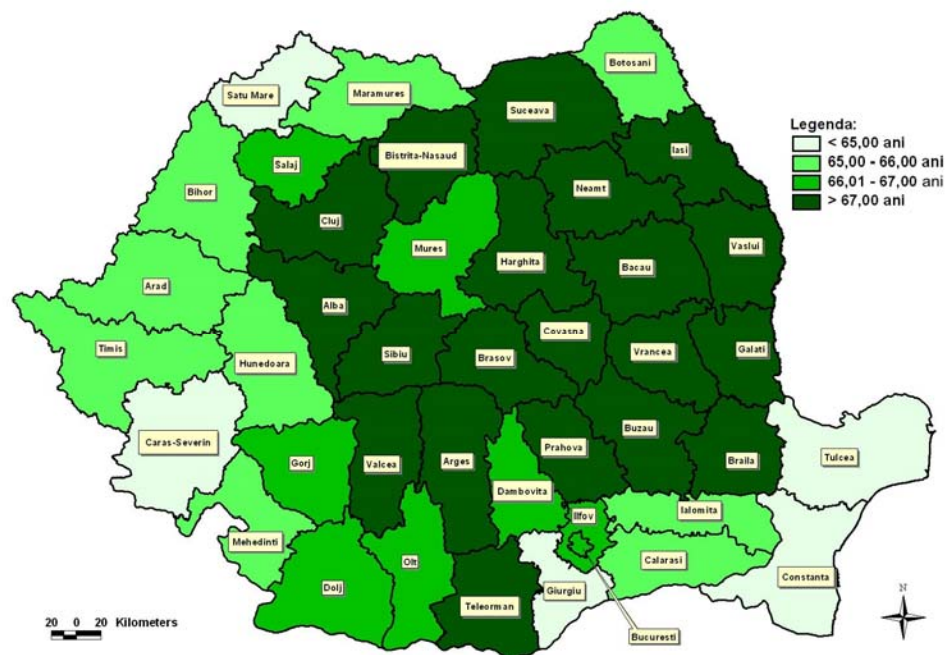 Botosani
Satu Mare
Maramures
Suceava
Legenda:
< 65,00 ani
65,00 - 66,00 ani
66,01 - 67,00 ani
> 67,00 ani
Iasi
Bistrita-Nasaud
Salaj
Neamt
Bihor
Cluj
Mures
Vaslui
Harghita
Bacau
Arad
Alba
Covasna
Timis
Sibiu
Brasov
Vrancea
Galati
Hunedoara
Buzau
Caras-Severin
Prahova
Gorj
Valcea
Arges
Braila
Tulcea
Dambovita
Ialomita
Ilfov
Mehedinti
Olt
Calarasi
Constanta
Dolj
Giurgiu
Teleorman
N
20 0 20 Kilometers
Bucuresti